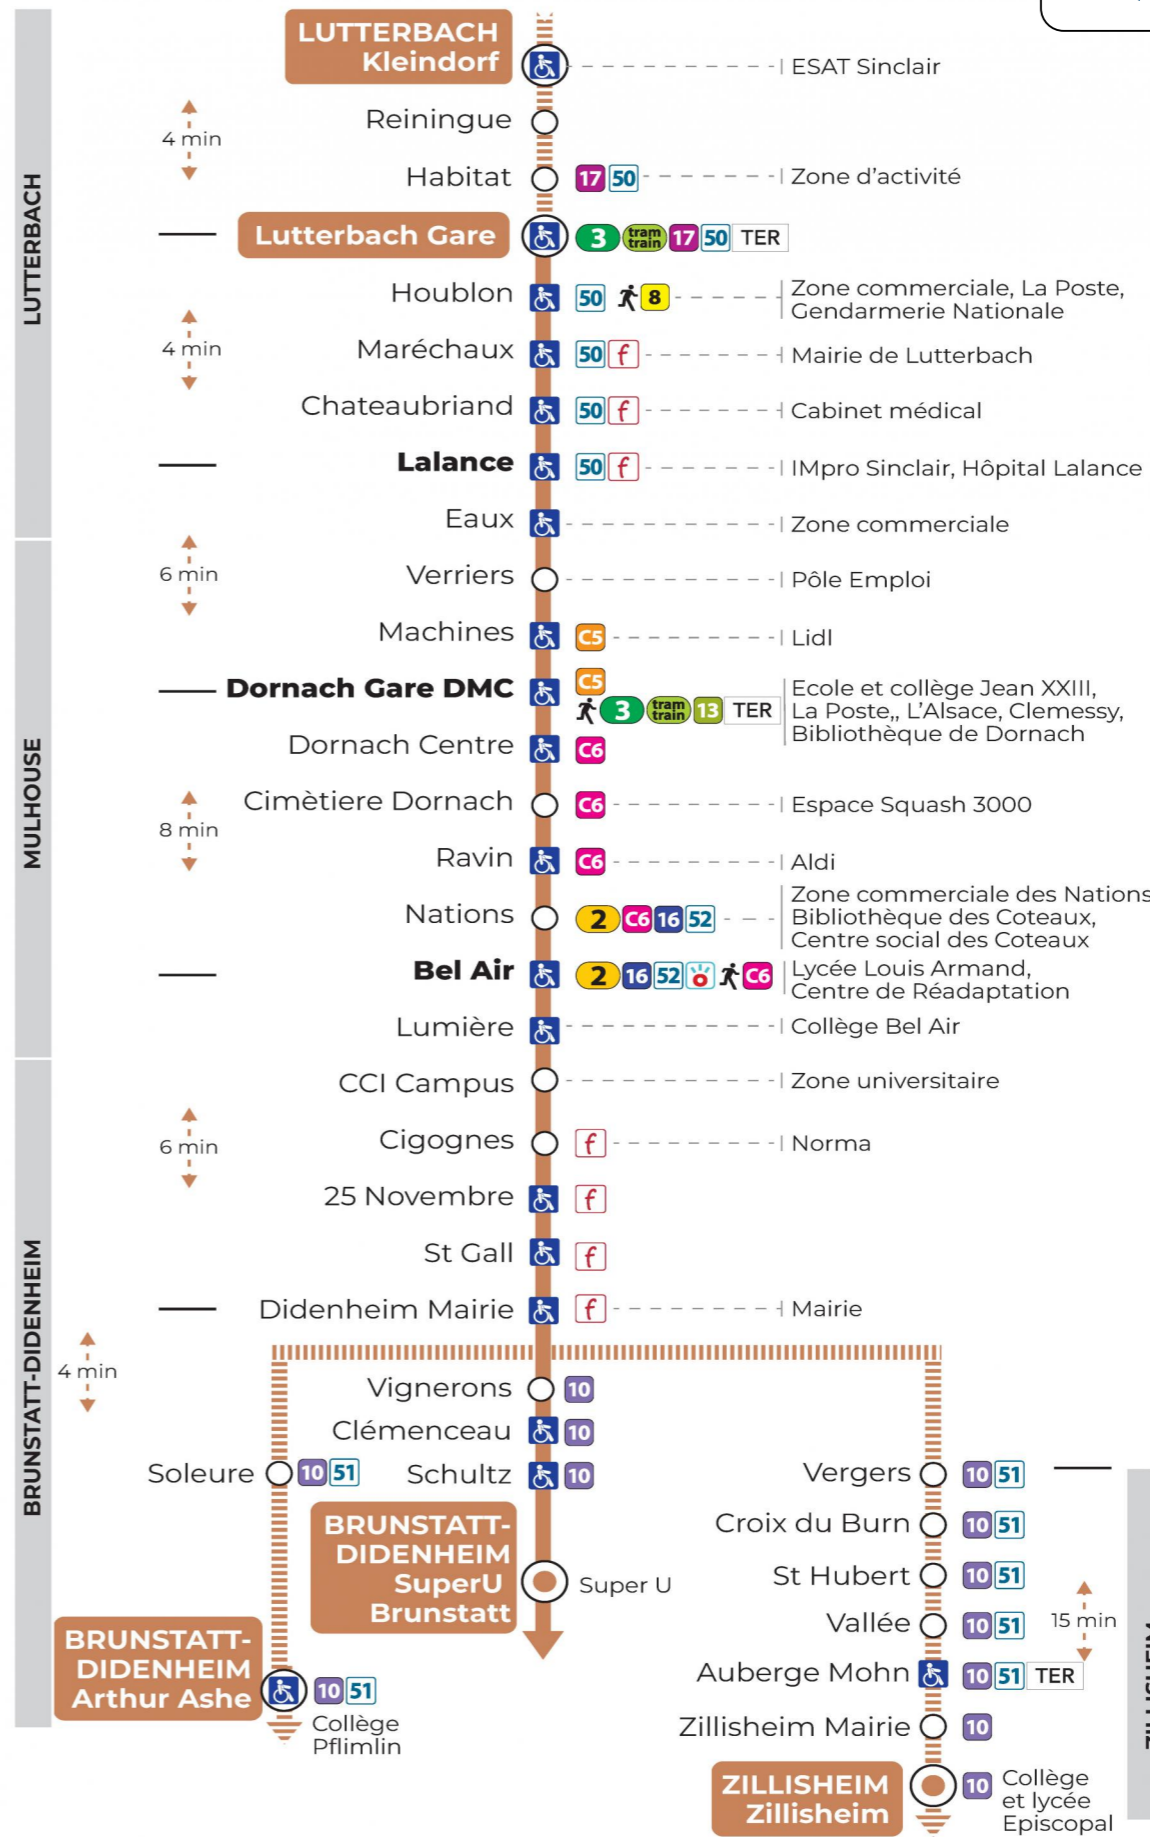 LUTTERBACH
Kleindorf
ESAT Sinclair
Reiningue
4 min
Habitat
17 50
Zone d'activité
LUTTERBACH
Lutterbach Gare
3 tram train 17 50 TER
Houblon
50 8
Zone commerciale, La Poste,
Gendarmerie Nationale
4 min
Maréchaux
50 f
Mairie de Lutterbach
Chateaubriand
50 f
Cabinet médical
Lalance
50 f
IMpro Sinclair, Hôpital Lalance
Eaux
Zone commerciale
6 min
Verriers
Pôle Emploi
Machines
C5
Lidl
MULHOUSE
Dornach Gare DMC
C5
3 tram train 13 TER
Ecole et collège Jean XXIII,
La Poste,, L'Alsace, Clemessy,
Bibliothèque de Dornach
Dornach Centre
C6
Cimètiere Dornach
C6
Espace Squash 3000
8 min
Ravin
C6
Aldi
Nations
2 C6 16 52
Zone commerciale des Nations
Bibliothèque des Coteaux,
Centre social des Coteaux
Bel Air
2 16 52 C6
Lycée Louis Armand,
Centre de Réadaptation
Lumière
Collège Bel Air
CCI Campus
Zone universitaire
6 min
Cigognes
f
Norma
25 Novembre
f
St Gall
f
BRUNSTATT-DIDENHEIM
Didenheim Mairie
f
Mairie
4 min
Vignerons
10
Clémenceau
10
Soleure
10 51
Schultz
10
Vergers
10 51
BRUNSTATT-
DIDENHEIM
SuperU
Brunstatt
Super U
Croix du Burn
10 51
St Hubert
10 51
Vallée
10 51
15 min
BRUNSTATT-
DIDENHEIM
Arthur Ashe
10 51
Collège
Pflimlin
Auberge Mohn
10 51 TER
Zillisheim Mairie
10
ZILLISHEIM
Zillisheim
10
Collège
et lycée
Episcopal